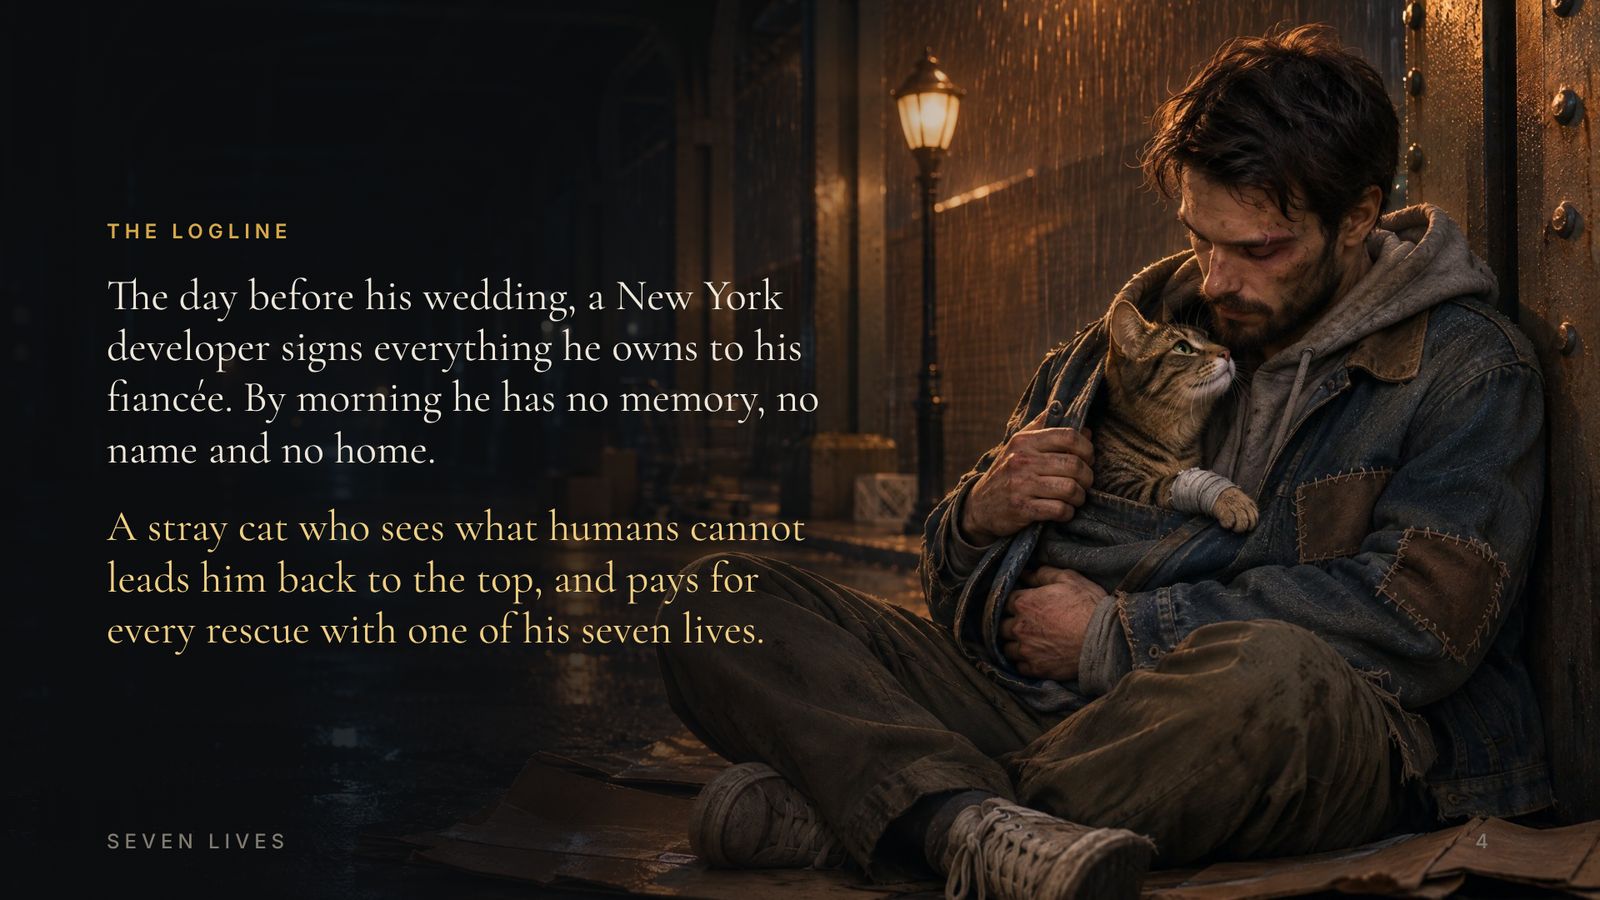 THE LOGLINE
The day before his wedding, a New York
developer signs everything he owns to his
fiancée. By morning he has no memory, no
name and no home.
A stray cat who sees what humans cannot
leads him back to the top, and pays for
every rescue with one of his seven lives.
SEVEN LIVES
4